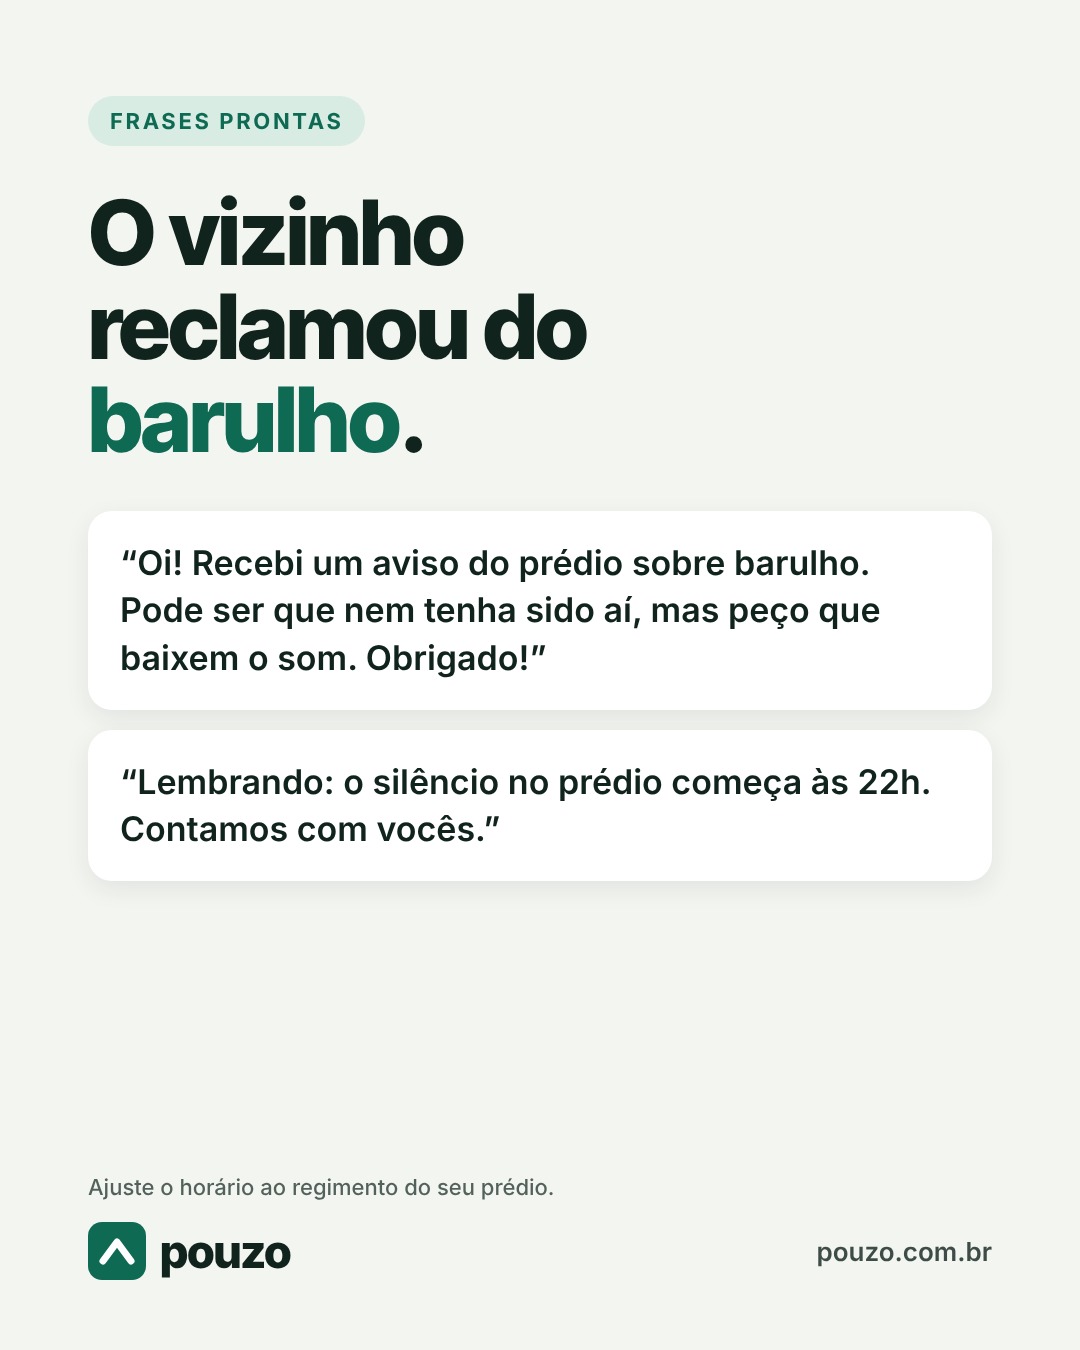 FRASES PRONTAS
O vizinho
reclamou do
barulho.
“Oi! Recebi um aviso do prédio sobre barulho.
Pode ser que nem tenha sido aí, mas peço que
baixem o som. Obrigado!”
“Lembrando: o silêncio no prédio começa às 22h.
Contamos com vocês.”
Ajuste o horário ao regimento do seu prédio.
pouzo
pouzo.com.br